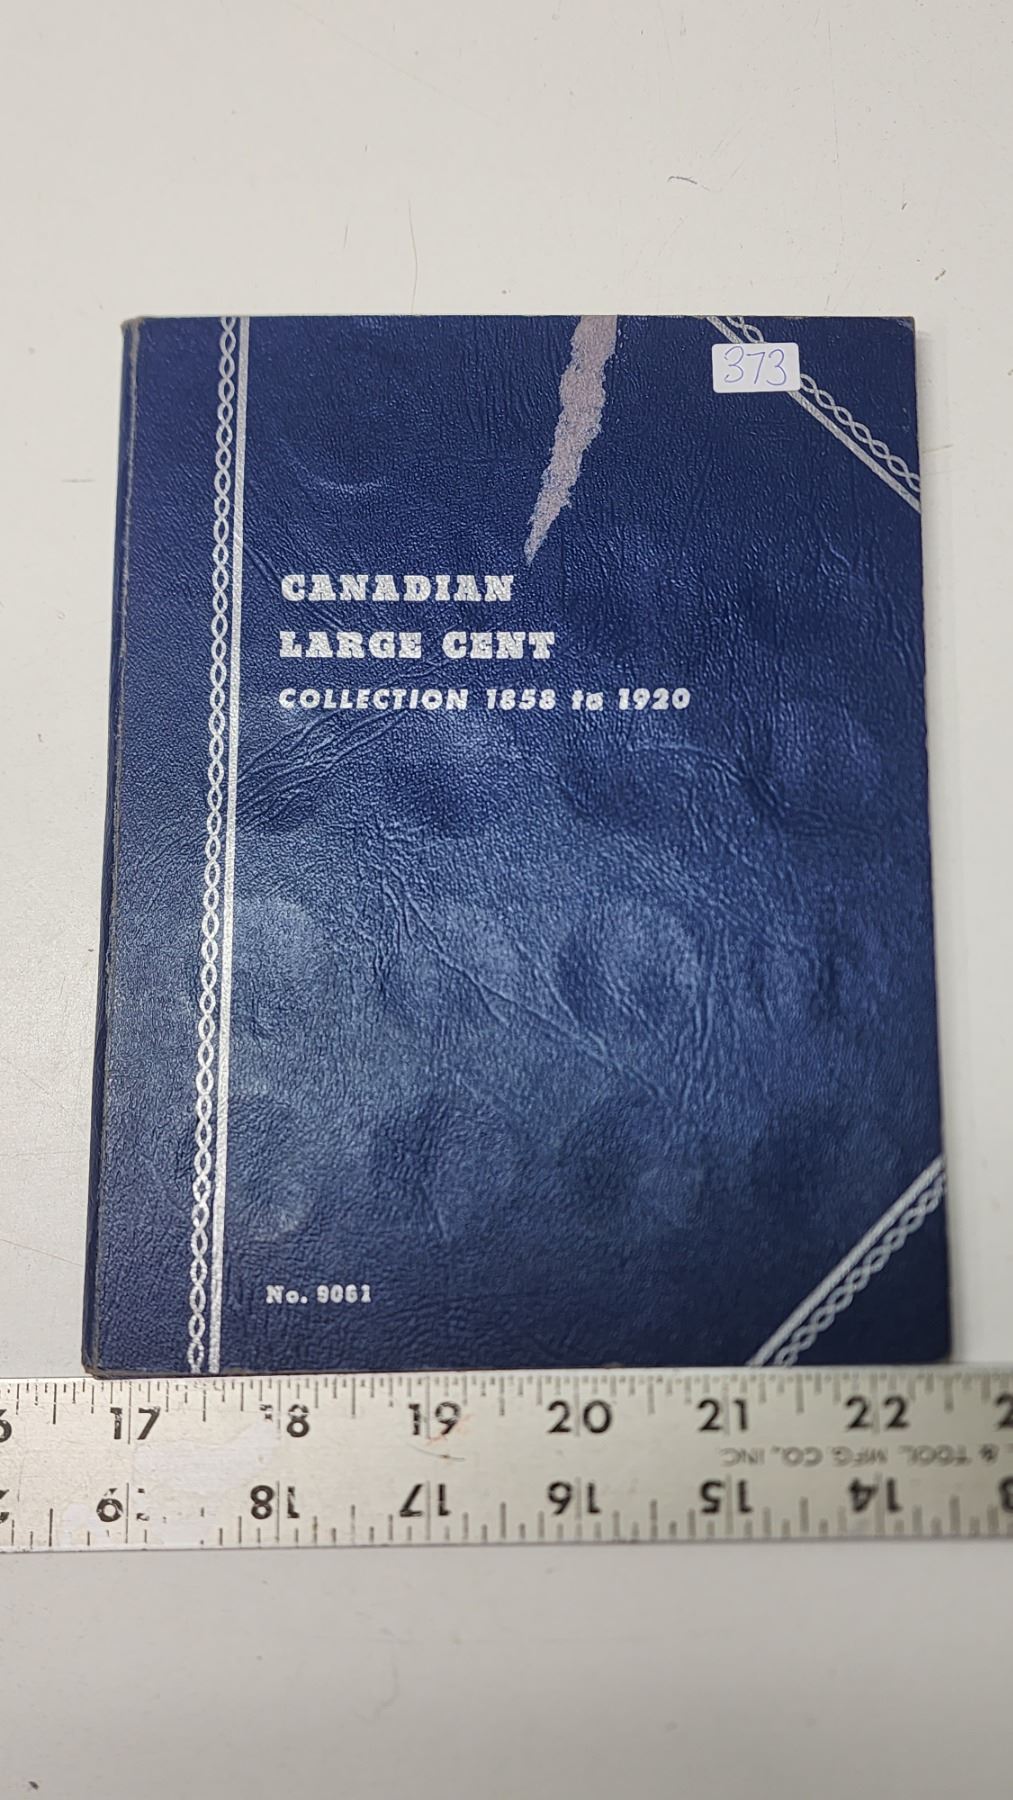 373
CANADIAN
LARGE CENT
COLLECTION 1858 to 1920
No. 9061
17 18 19 20 21 22
& TOOL MFG. CO., INC
18 17 16 15 14